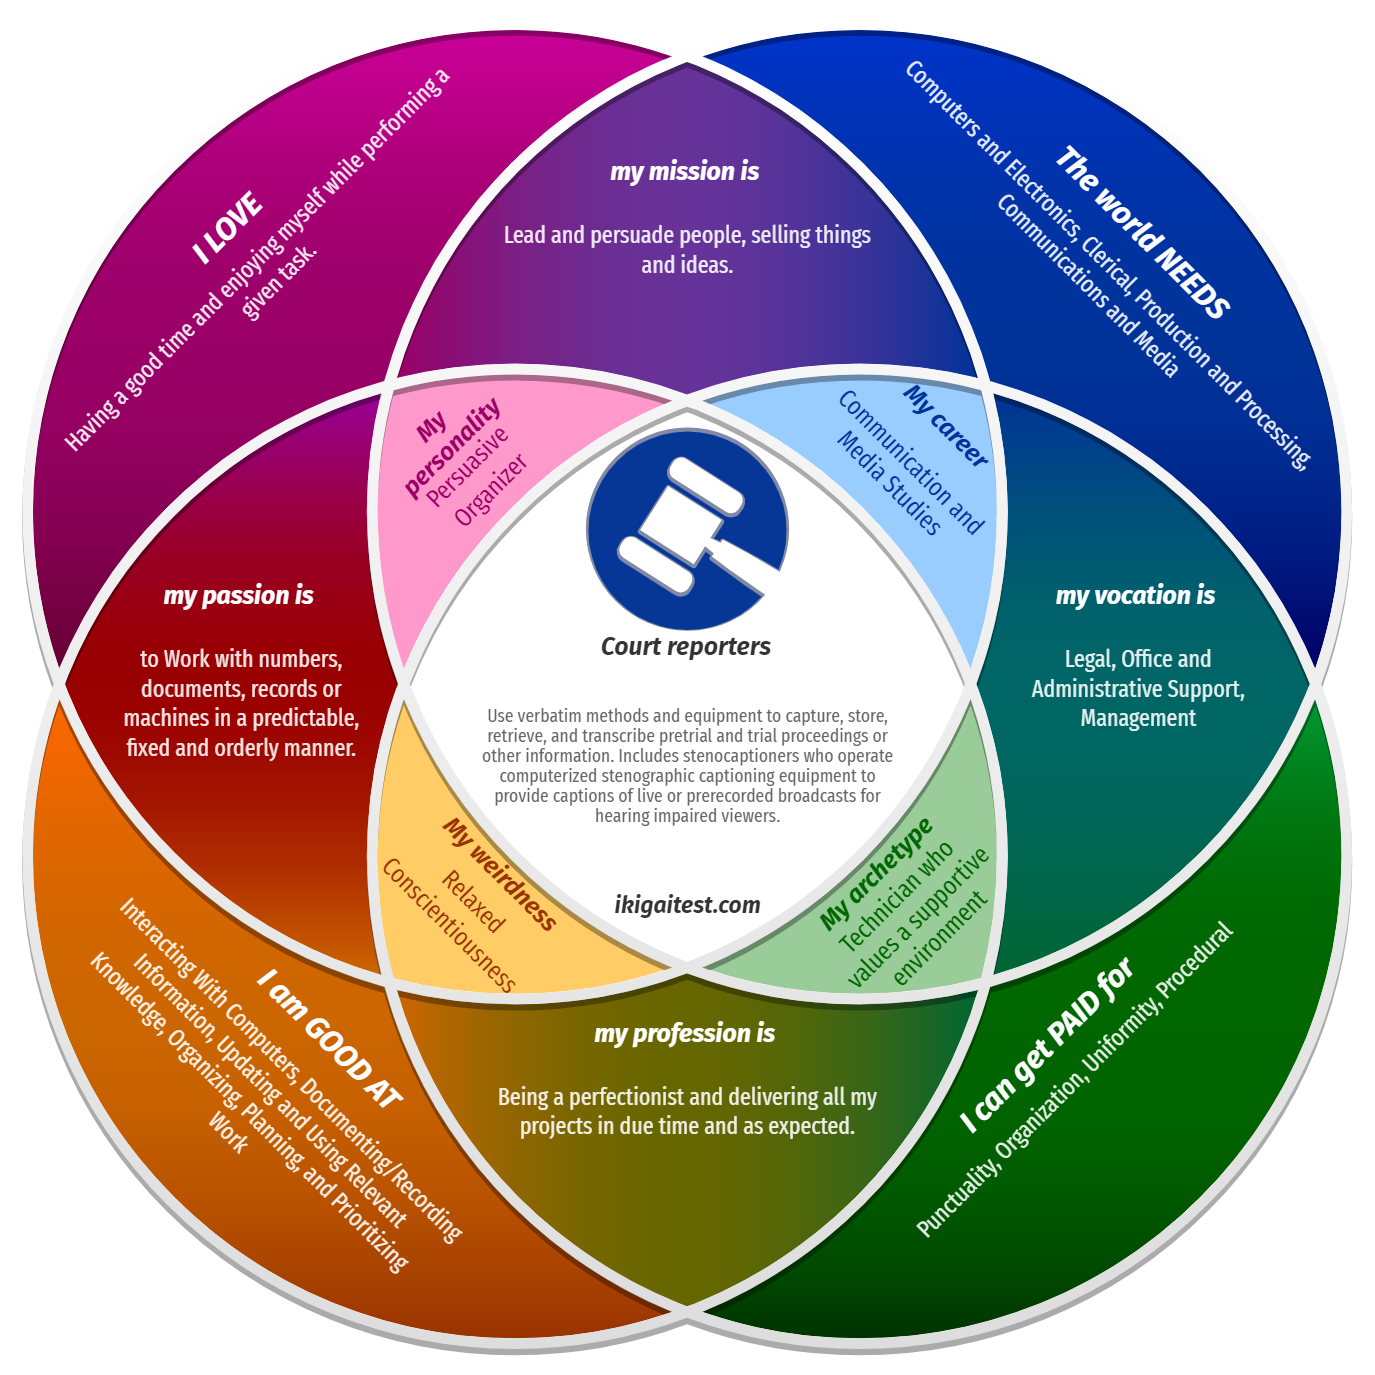 I LOVE
Having a good time and enjoying myself while performing a
given task.
my mission is
Lead and persuade people, selling things
and ideas.
The world NEEDS
Computers and Electronics, Clerical, Production and Processing,
Communications and Media
My
personality
Persuasive
Organizer
My career
Communication and
Media Studies
my passion is
to Work with numbers,
documents, records or
machines in a predictable,
fixed and orderly manner.
Court reporters
Use verbatim methods and equipment to capture, store,
retrieve, and transcribe pretrial and trial proceedings or
other information. Includes stenocaptioners who operate
computerized stenographic captioning equipment to
provide captions of live or prerecorded broadcasts for
hearing impaired viewers.
ikigaitest.com
my vocation is
Legal, Office and
Administrative Support,
Management
My weirdness
Relaxed
Conscientiousness
My archetype
Technician who
values a supportive
environment
I am GOOD AT
Interacting With Computers, Documenting/Recording
Information, Updating and Using Relevant
Knowledge, Organizing, Planning, and Prioritizing
Work
my profession is
Being a perfectionist and delivering all my
projects in due time and as expected.
I can get PAID for
Punctuality, Organization, Uniformity, Procedural